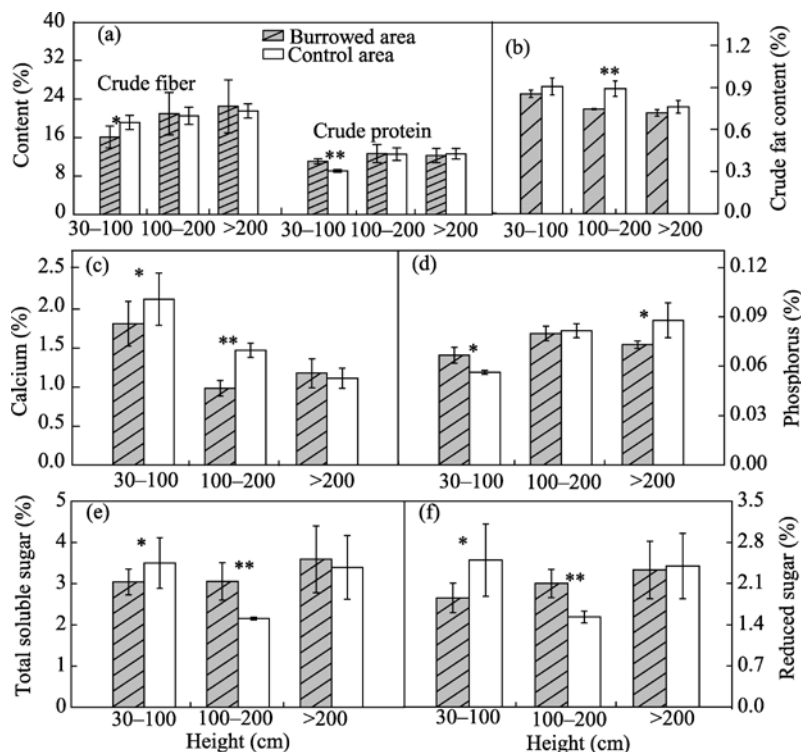 (a)
Burrowed area
Control area
(b)
Crude fiber
Crude protein
*
**
**
Content (%)
40
32
24
16
8
0
Crude fat content (%)
1.2
0.9
0.6
0.3
0.0
30–100 100–200 >200
30–100 100–200 >200
30–100 100–200 >200
(c)
(d)
*
**
*
*
Calcium (%)
2.5
2.0
1.5
1.0
0.5
0.0
Phosphorus (%)
0.12
0.09
0.06
0.03
0.00
30–100 100–200 >200
30–100 100–200 >200
(e)
(f)
*
**
*
**
Total soluble sugar (%)
5
4
3
2
1
0
Reduced sugar (%)
3.5
2.8
2.1
1.4
0.7
0.0
30–100 100–200 >200
30–100 100–200 >200
Height (cm)
Height (cm)